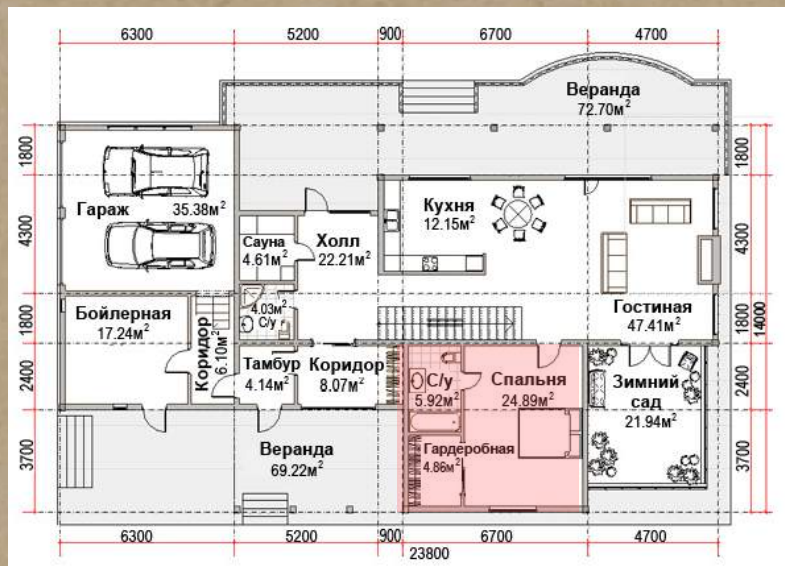 6300 5200 900 6700 4700
Веранда
72.70м²
1800 4300 1800 2400 3700
Гараж 35.38м²
Сауна
4.61м²
Холл
22.21м²
Кухня
12.15м²
4.03м²
С/у
Бойлерная
17.24м²
Коридор
6.10м²
Тамбур
4.14м²
Коридор
8.07м²
Гостиная
47.41м²
С/у
5.92м²
Спальня
24.89м²
Гардеробная
4.86м²
Зимний
сад
21.94м²
Веранда
69.22м²
1800 4300 1800 2400 3700
14000
6300 5200 900 6700 4700
23800